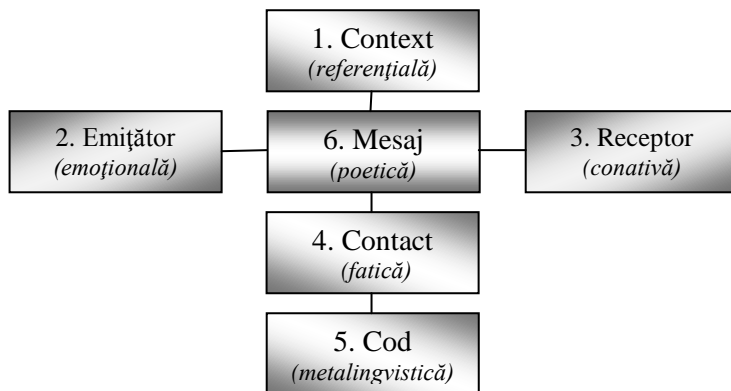 1. Context
(referenţială)
2. Emiţător
(emoţională)
6. Mesaj
(poetică)
3. Receptor
(conativă)
4. Contact
(fatică)
5. Cod
(metalingvistică)